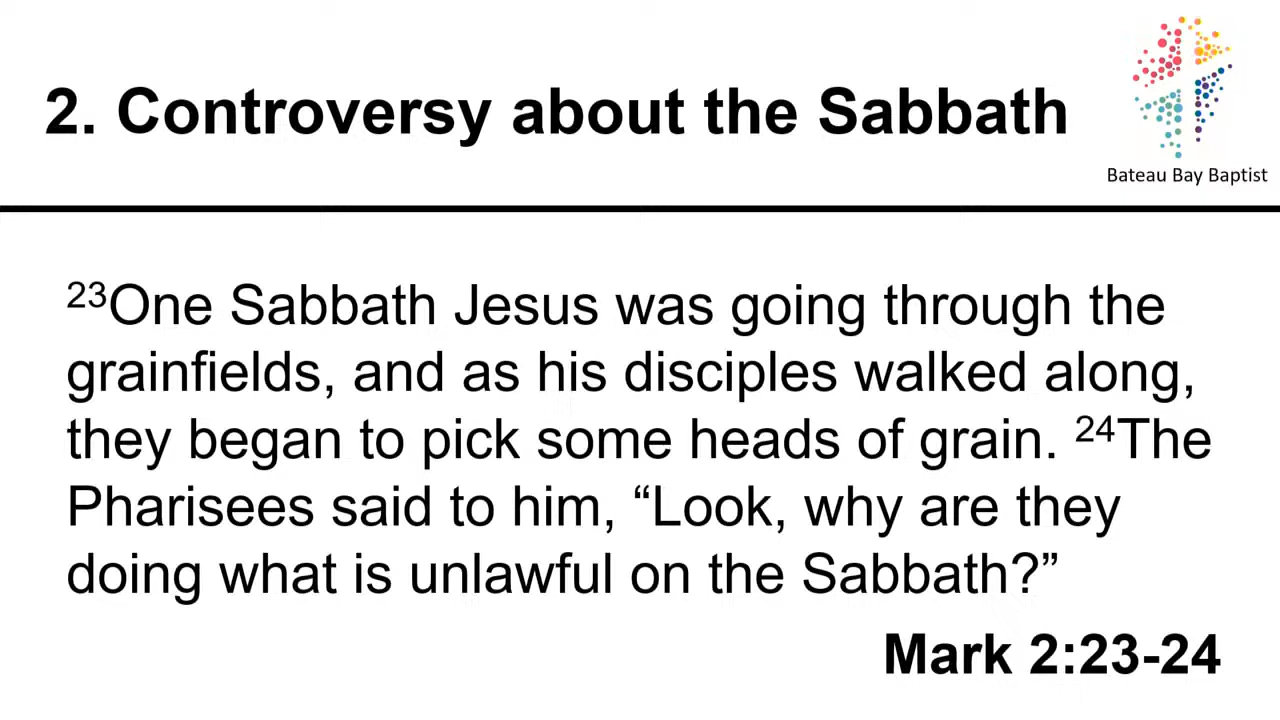 2. Controversy about the Sabbath
Bateau Bay Baptist
²³One Sabbath Jesus was going through the
grainfields, and as his disciples walked along,
they began to pick some heads of grain. ²⁴The
Pharisees said to him, “Look, why are they
doing what is unlawful on the Sabbath?”
Mark 2:23-24